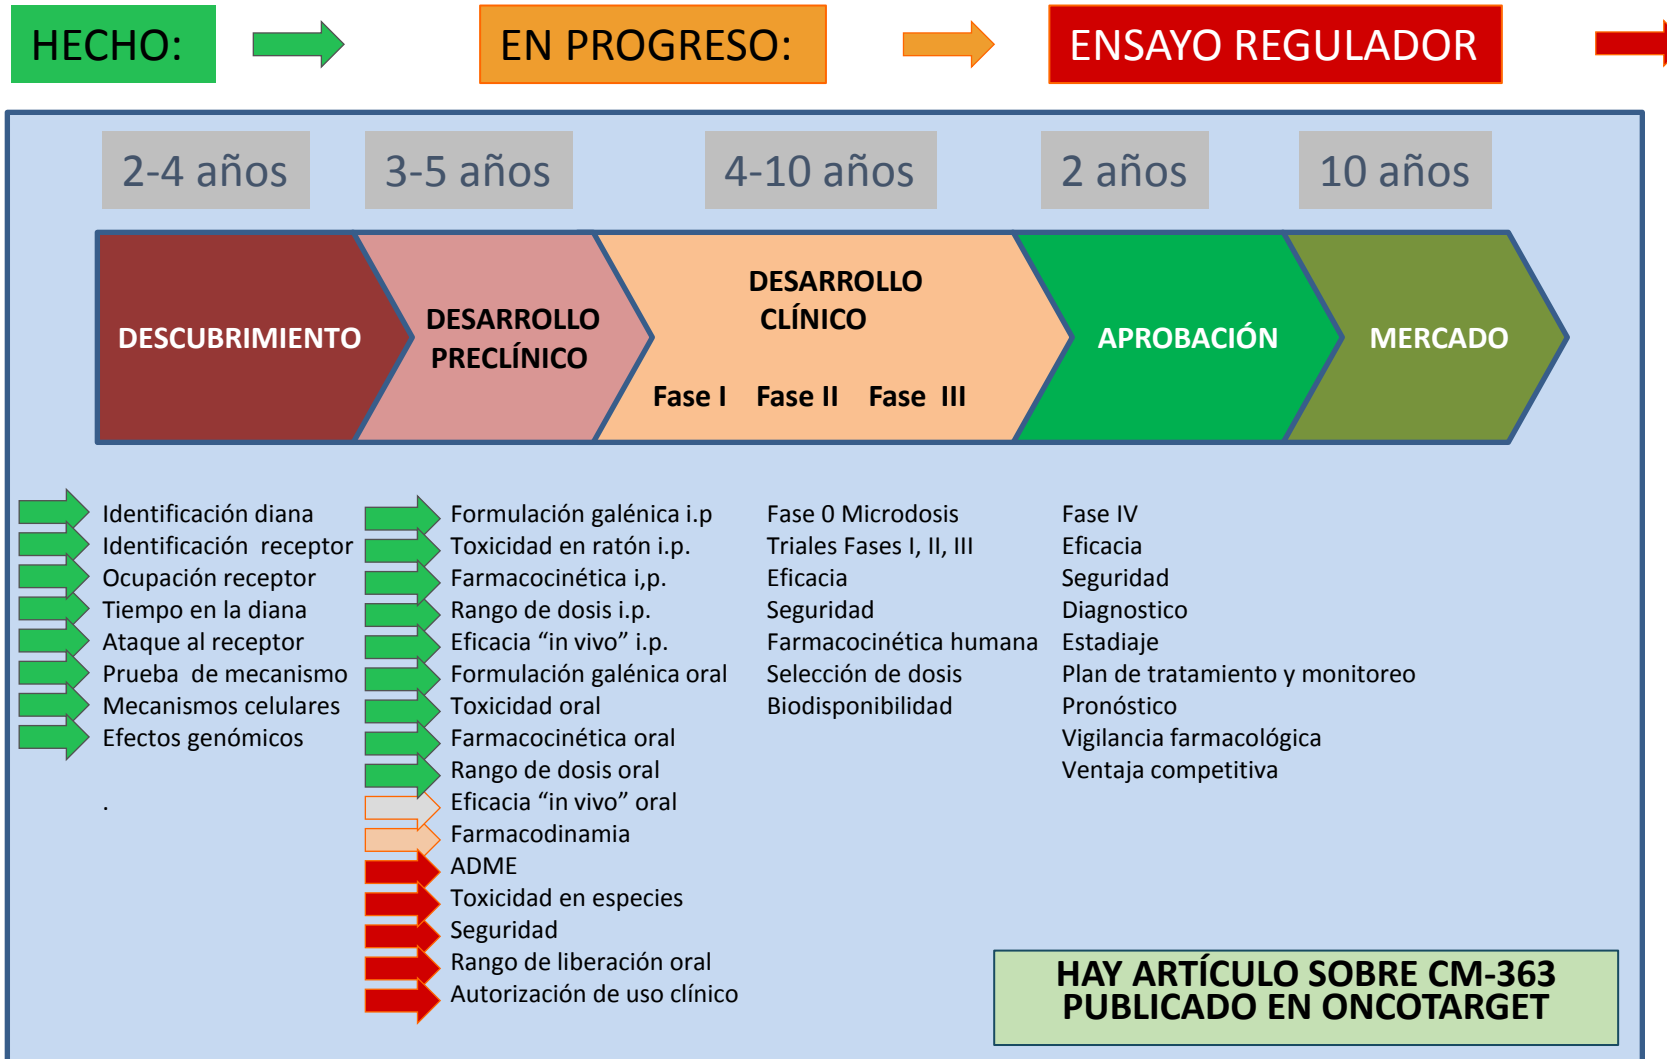 HECHO:
EN PROGRESO:
ENSAYO REGULADOR
2-4 años
3-5 años
4-10 años
2 años
10 años
DESCUBRIMIENTO
DESARROLLO
PRECLÍNICO
DESARROLLO
CLÍNICO
Fase I Fase II Fase III
APROBACIÓN
MERCADO
Identificación diana
Identificación receptor
Ocupación receptor
Tiempo en la diana
Ataque al receptor
Prueba de mecanismo
Mecanismos celulares
Efectos genómicos
.
Formulación galénica i.p
Toxicidad en ratón i.p.
Farmacocinética i,p.
Rango de dosis i.p.
Eficacia “in vivo” i.p.
Formulación galénica oral
Toxicidad oral
Farmacocinética oral
Rango de dosis oral
Eficacia “in vivo” oral
Farmacodinamia
ADME
Toxicidad en especies
Seguridad
Rango de liberación oral
Autorización de uso clínico
Fase 0 Microdosis
Triales Fases I, II, III
Eficacia
Seguridad
Farmacocinética humana
Selección de dosis
Biodisponibilidad
Fase IV
Eficacia
Seguridad
Diagnostico
Estadiaje
Plan de tratamiento y monitoreo
Pronóstico
Vigilancia farmacológica
Ventaja competitiva
HAY ARTÍCULO SOBRE CM-363
PUBLICADO EN ONCOTARGET